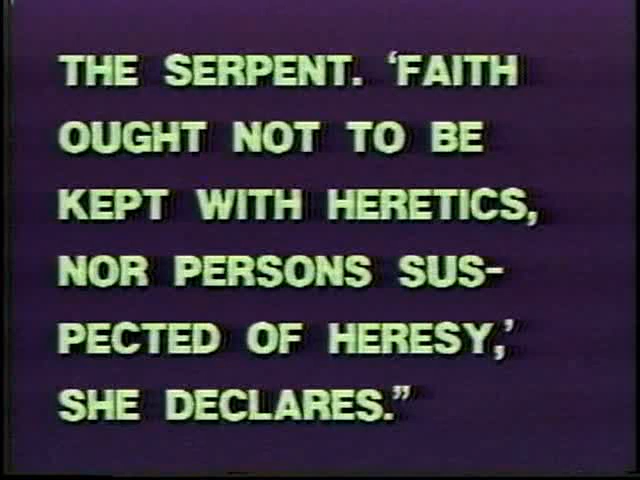 THE SERPENT. ‘FAITH
OUGHT NOT TO BE
KEPT WITH HERETICS,
NOR PERSONS SUS-
PECTED OF HERESY,’
SHE DECLARES.”